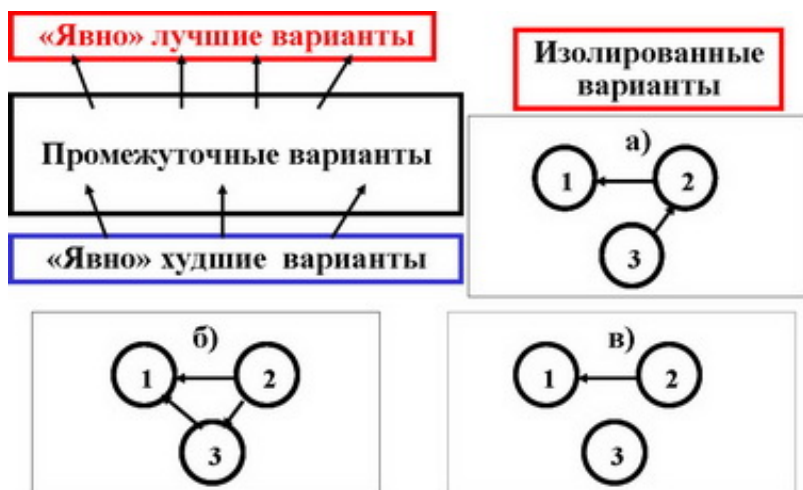 «Явно» лучшие варианты
Изолированные
варианты
Промежуточные варианты
«Явно» худшие варианты
а)
1
2
3
б)
1
2
3
в)
1
2
3